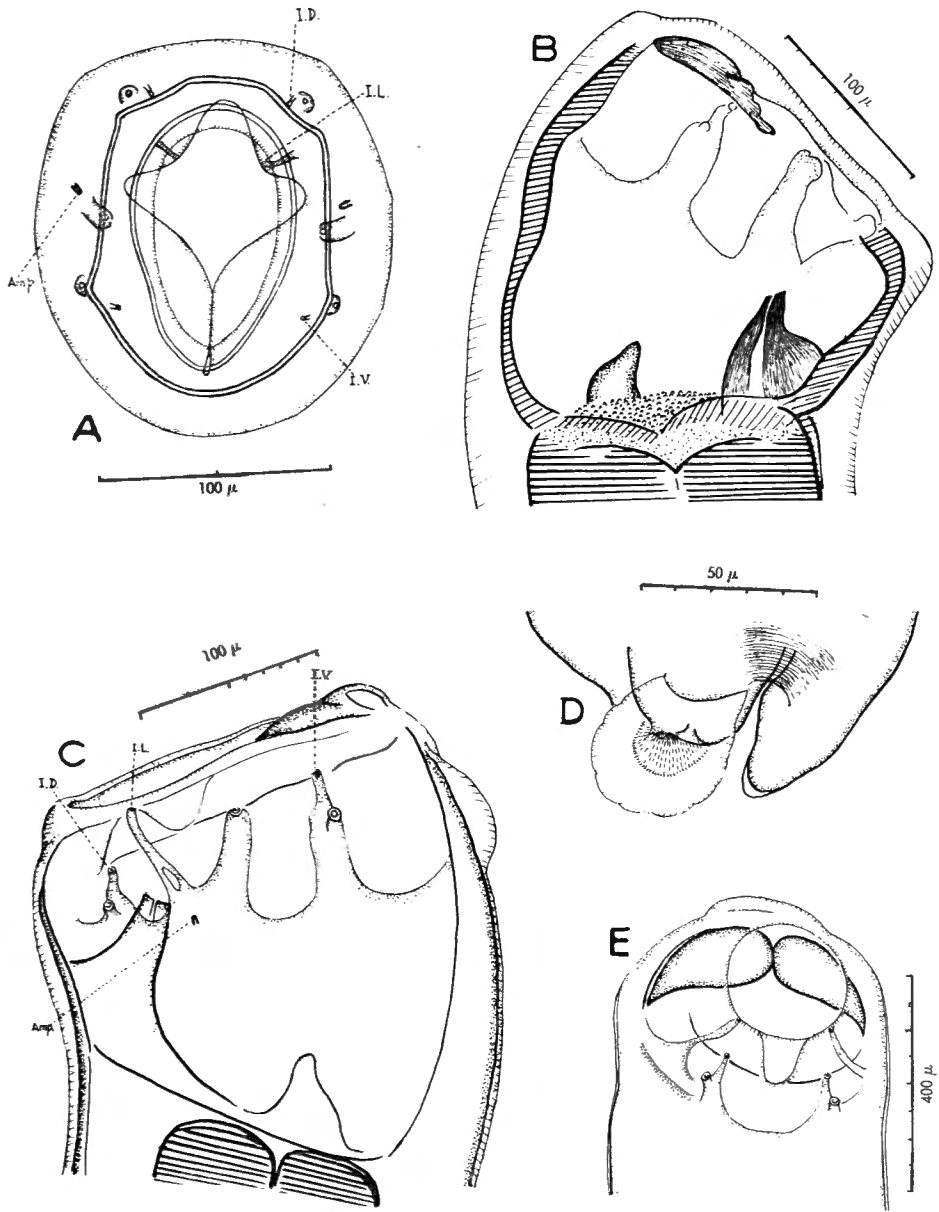 I.D.
I.L.
Amp.
I.V.
A
100 μ
B
100 μ
50 μ
D
100 μ
I.V.
C
I.L.
I.D.
Amp.
E
400 μ